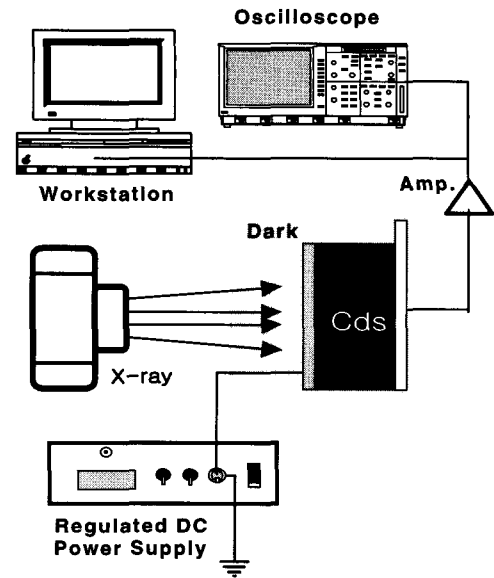 Oscilloscope
Workstation
Amp.
Dark
Cds
X-ray
Regulated DC
Power Supply